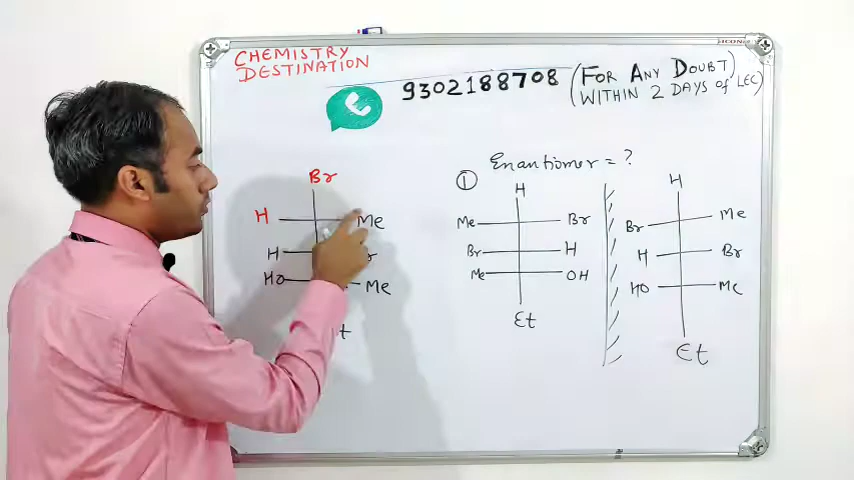 CHEMISTRY
DESTINATION
9302188708
(FOR ANY DOUBT
WITHIN 2 DAYS of LEC)
HICON
Enantiomer = ?
Br
H Me
H
HO Me
①
H
Me Br
Br H
Me OH
Et
H
Br Me
H Br
HO Me
Et